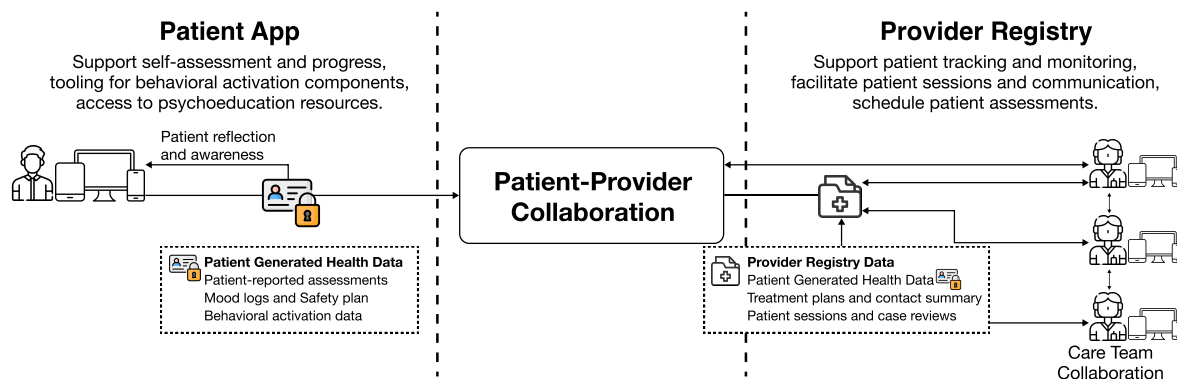 Patient App
Support self-assessment and progress,
tooling for behavioral activation components,
access to psychoeducation resources.
Patient reflection
and awareness
Patient Generated Health Data
Patient-reported assessments
Mood logs and Safety plan
Behavioral activation data
Patient-Provider
Collaboration
Provider Registry
Support patient tracking and monitoring,
facilitate patient sessions and communication,
schedule patient assessments.
Provider Registry Data
Patient Generated Health Data
Treatment plans and contact summary
Patient sessions and case reviews
Care Team
Collaboration